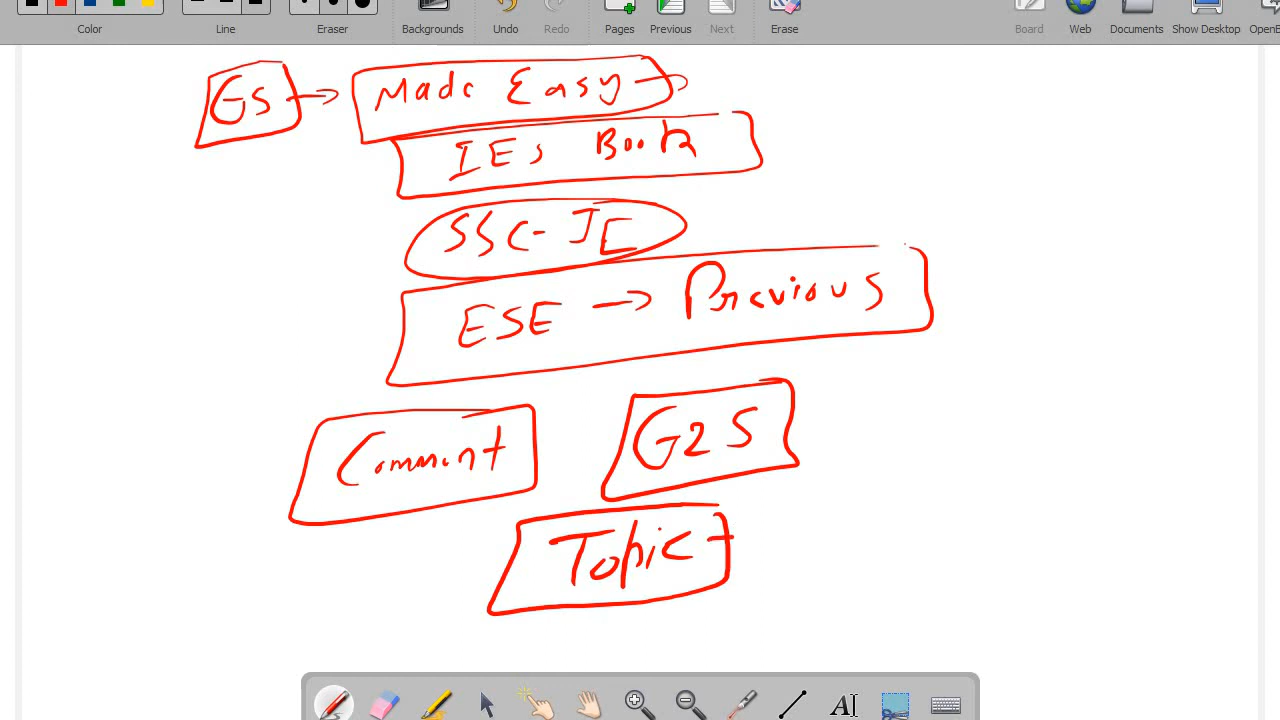 Color Line Eraser Backgrounds Undo Redo Pages Previous Next Erase Board Web Documents Show Desktop OpenB
GS → Made Easy →
IES Book
SSC-JE
ESE → Previous
Comment G2S
Topic